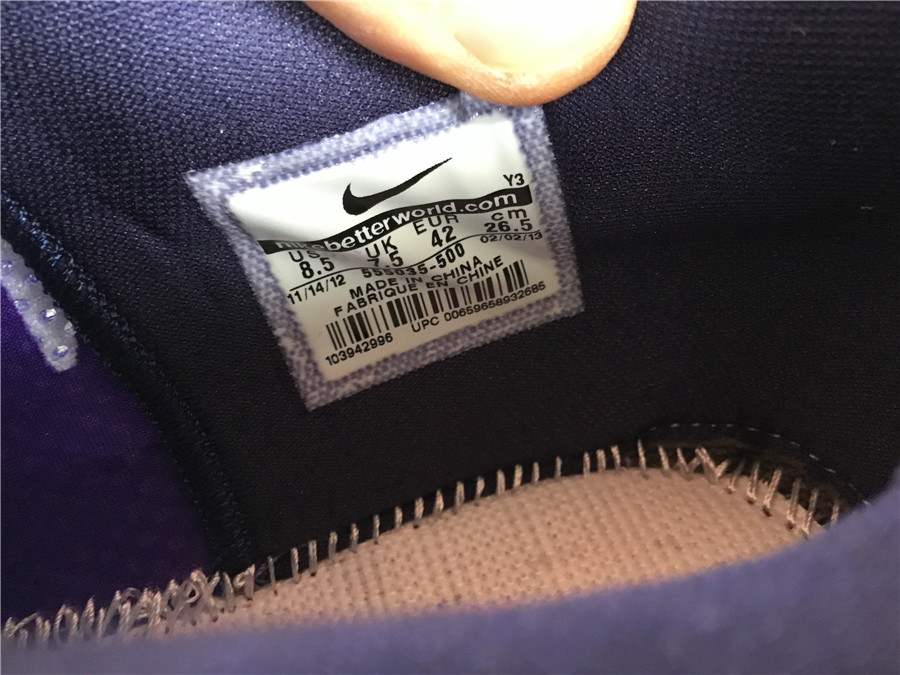 Y3
nikebetterworld.com
US UK EUR cm
8.5 7.5 42 26.5
11/14/12 555035-500 02/02/13
MADE IN CHINA
FABRIQUE EN CHINE
103942996 UPC 00659658932685